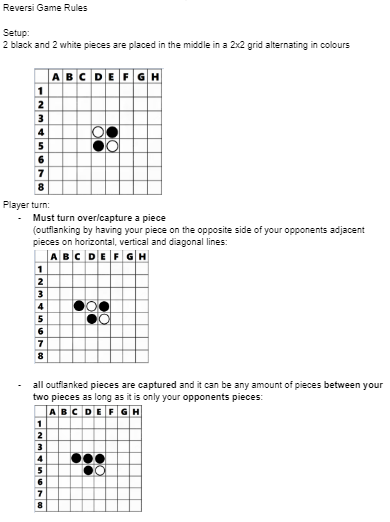 Reversi Game Rules
Setup:
2 black and 2 white pieces are placed in the middle in a 2x2 grid alternating in colours
A B C D E F G H
1
2
3
4
5
6
7
8
Player turn:
- Must turn over/capture a piece
(outflanking by having your piece on the opposite side of your opponents adjacent
pieces on horizontal, vertical and diagonal lines:
A B C D E F G H
1
2
3
4
5
6
7
8
- all outflanked pieces are captured and it can be any amount of pieces between your
two pieces as long as it is only your opponents pieces:
A B C D E F G H
1
2
3
4
5
6
7
8